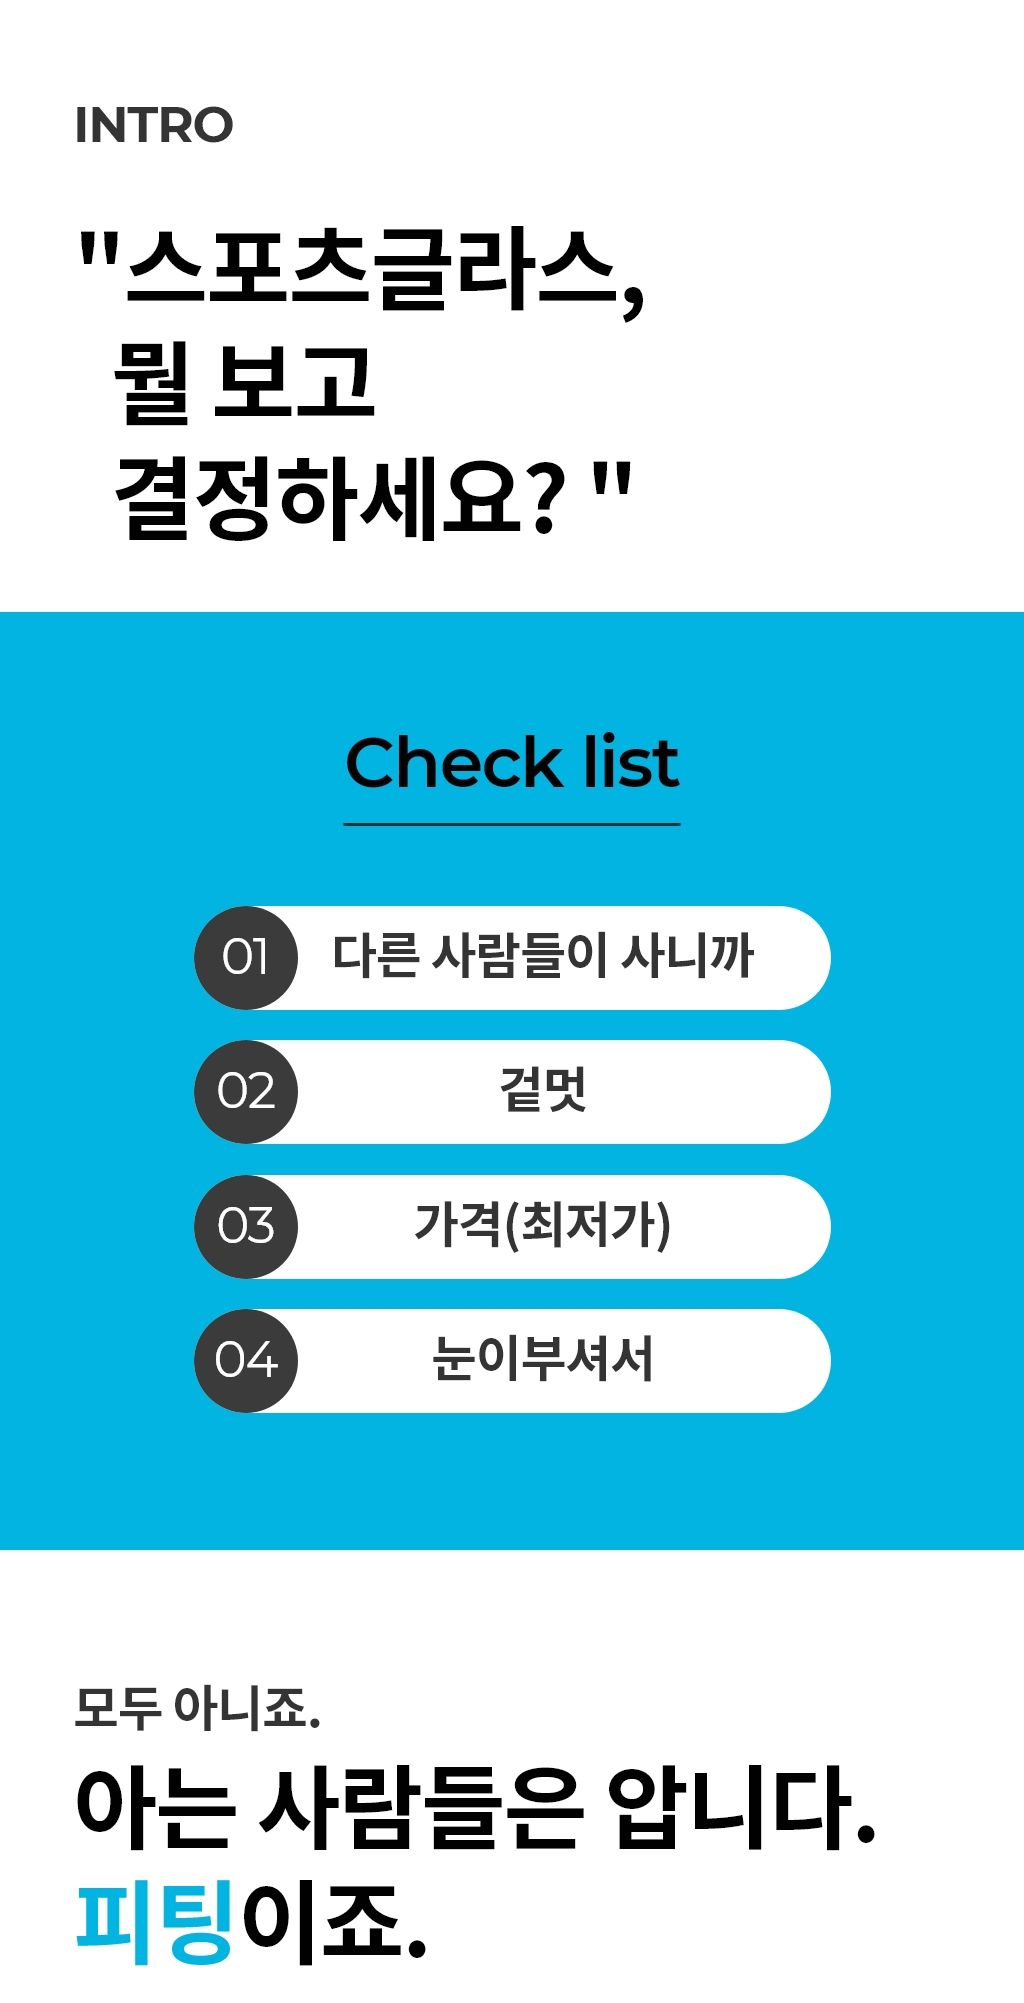 INTRO
"스포츠글라스,
뭘 보고
결정하세요? "
Check list
01 다른 사람들이 사니까
02 겉멋
03 가격(최저가)
04 눈이부셔서
모두 아니죠.
아는 사람들은 압니다.
피팅이죠.